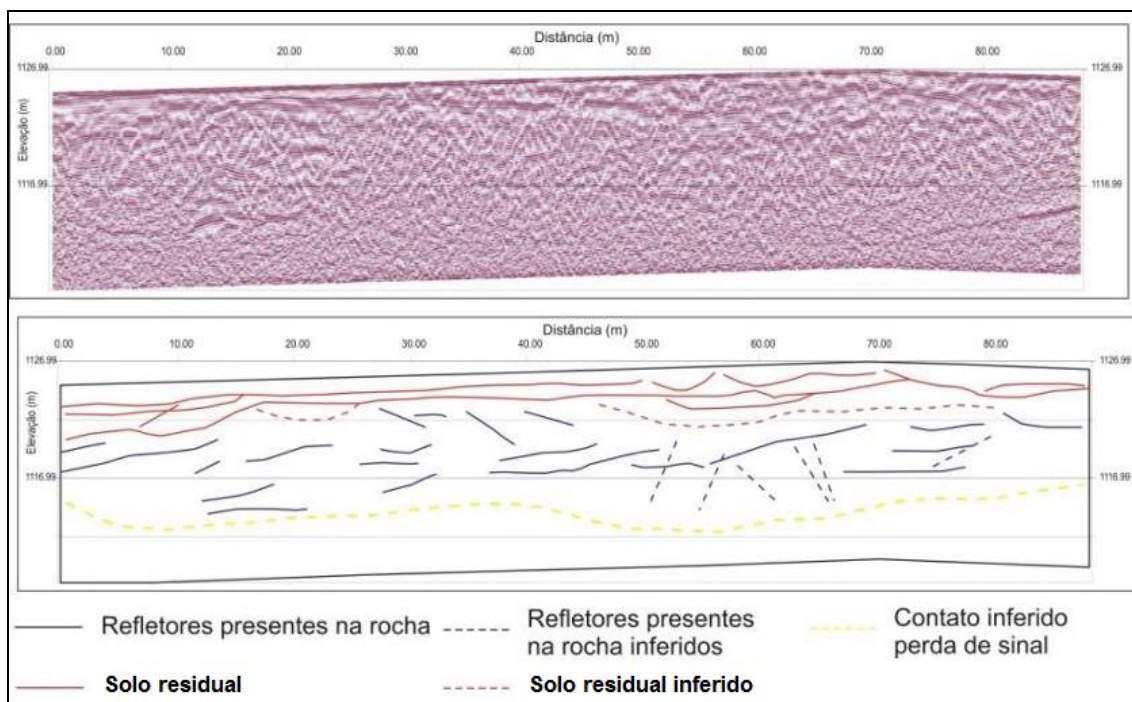 Distância (m)
0.00 10.00 20.00 30.00 40.00 50.00 60.00 70.00 80.00
1126.99 1126.99
Elevação (m)
1116.99 1116.99
Distância (m)
0.00 10.00 20.00 30.00 40.00 50.00 60.00 70.00 80.00
1126.99 1126.99
Elevação (m)
1116.99 1116.99
Refletores presentes na rocha
Refletores presentes
na rocha inferidos
Contato inferido
perda de sinal
Solo residual
Solo residual inferido